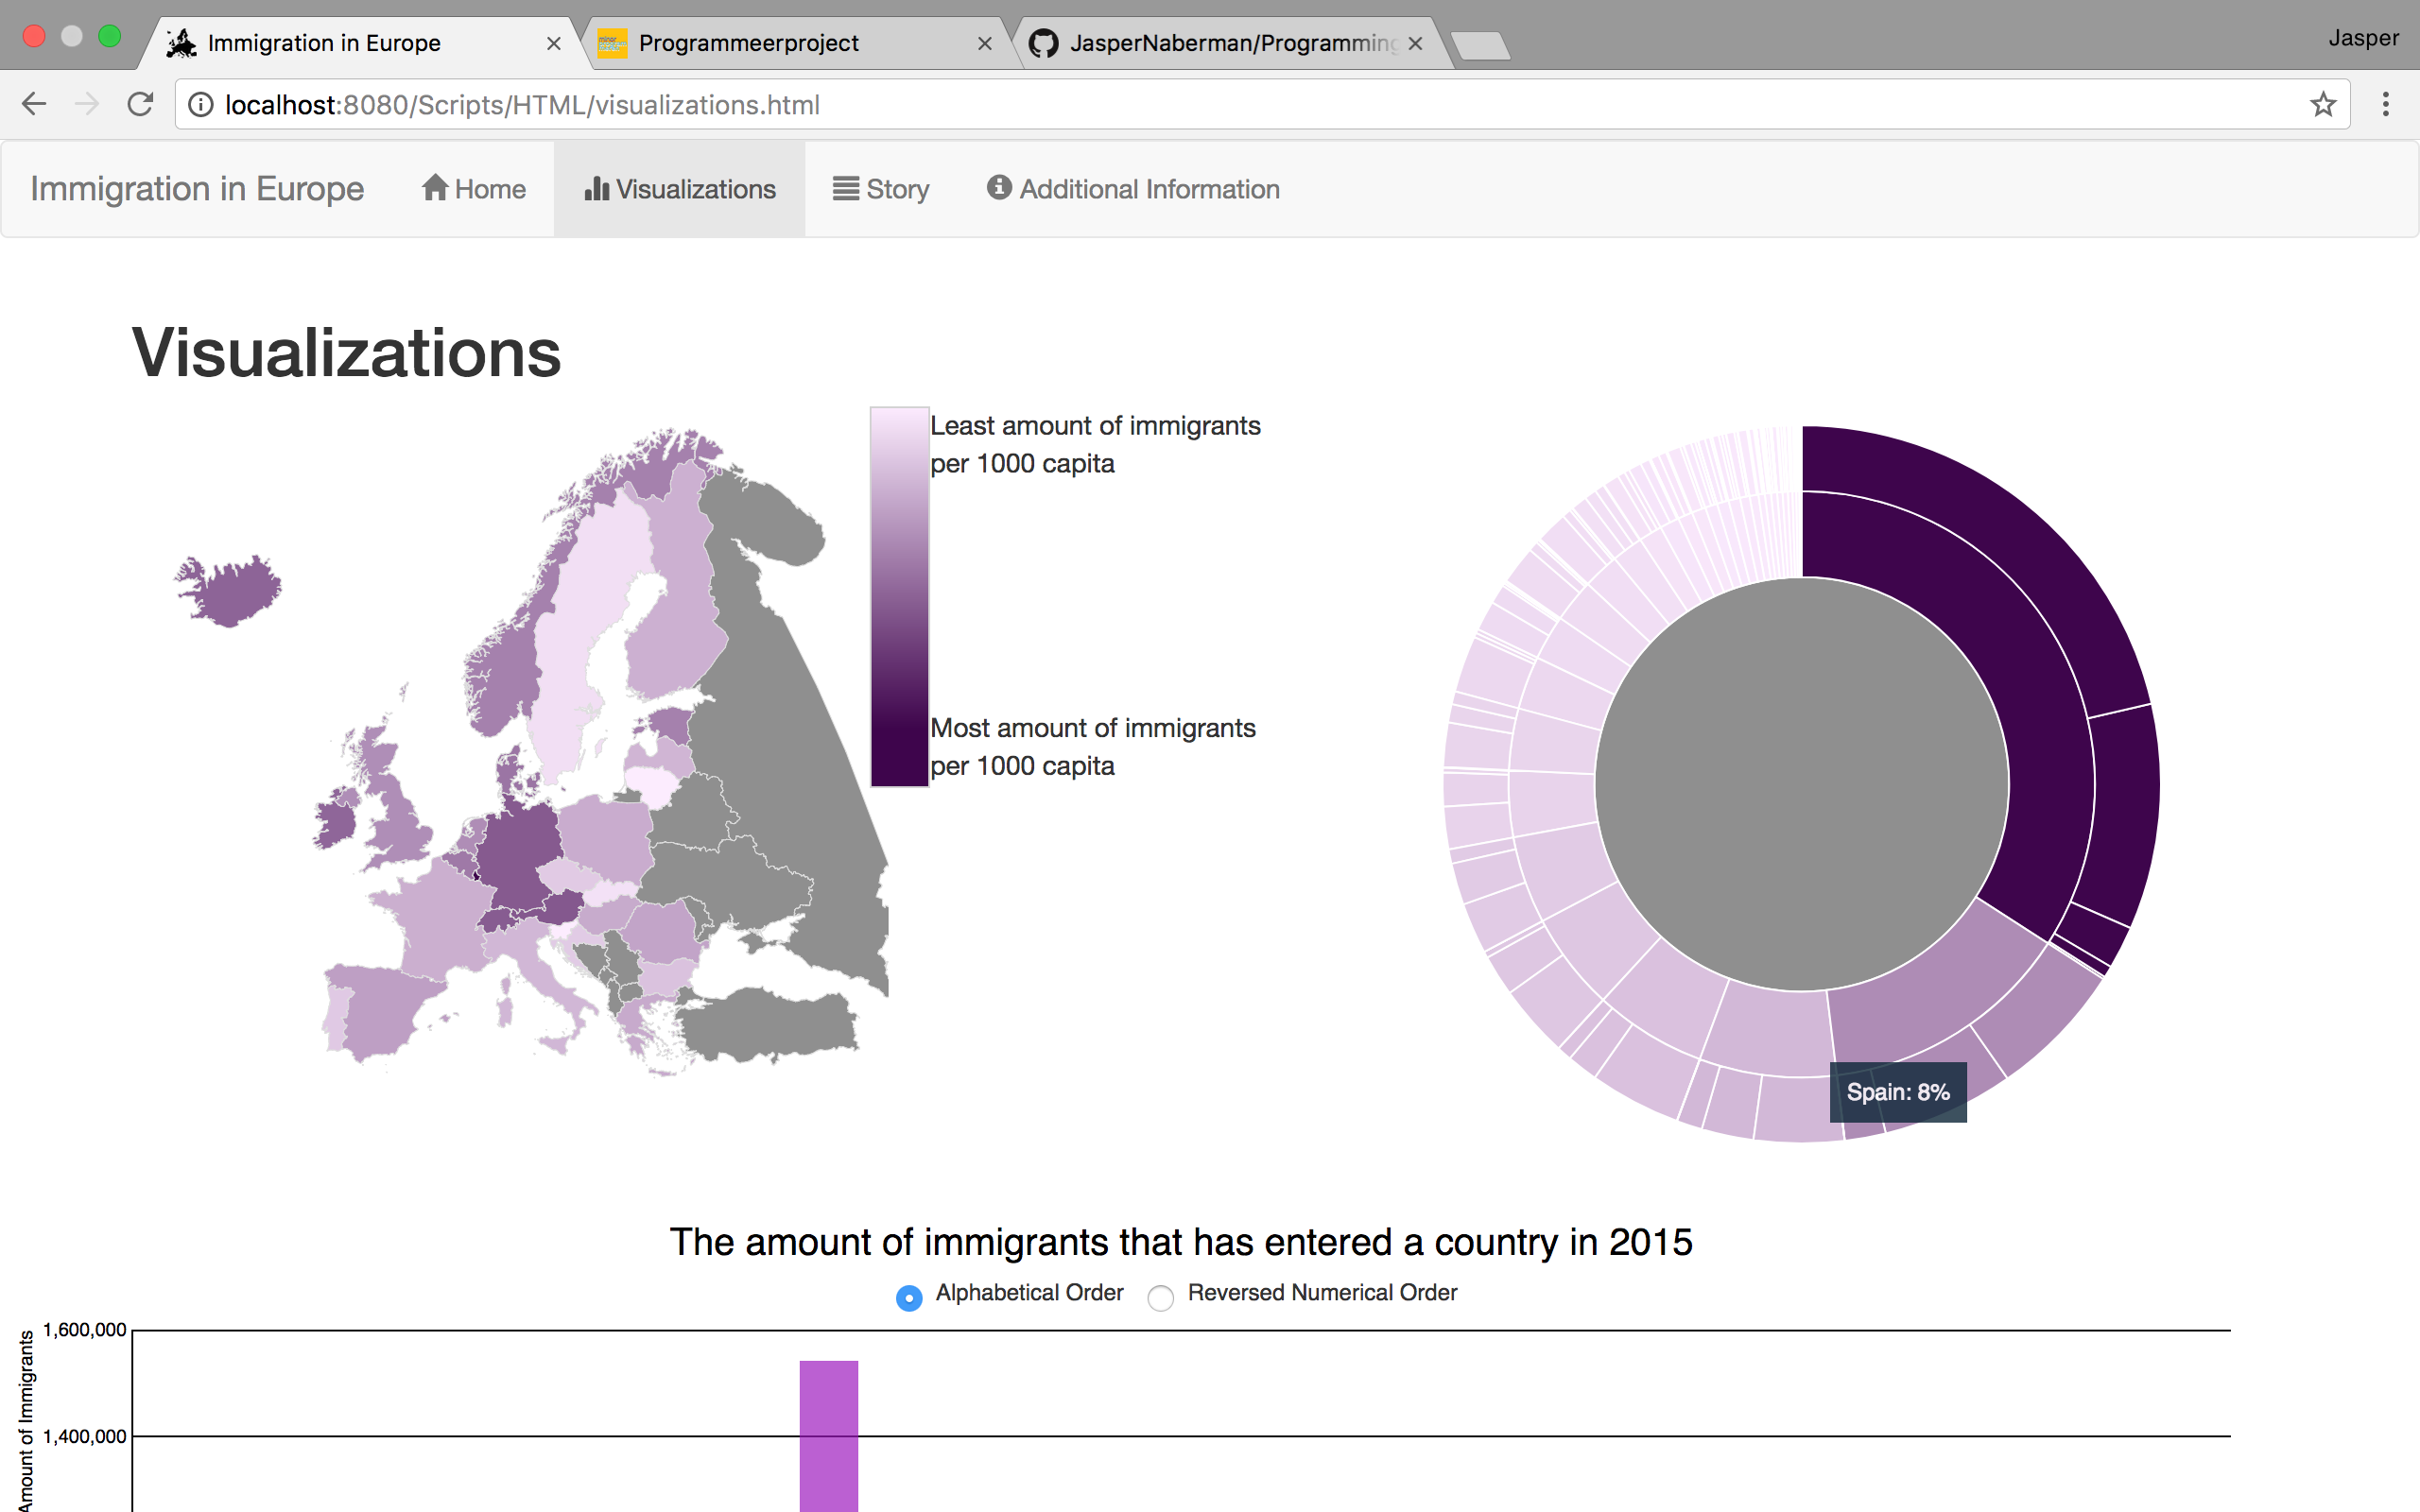 Immigration in Europe
Programmeerproject
JasperNaberman/Programming
Jasper
localhost:8080/Scripts/HTML/visualizations.html
Immigration in Europe
Home
Visualizations
Story
Additional Information
Visualizations
Least amount of immigrants
per 1000 capita
Most amount of immigrants
per 1000 capita
Spain: 8%
The amount of immigrants that has entered a country in 2015
Alphabetical Order
Reversed Numerical Order
1,600,000
1,400,000
Amount of Immigrants